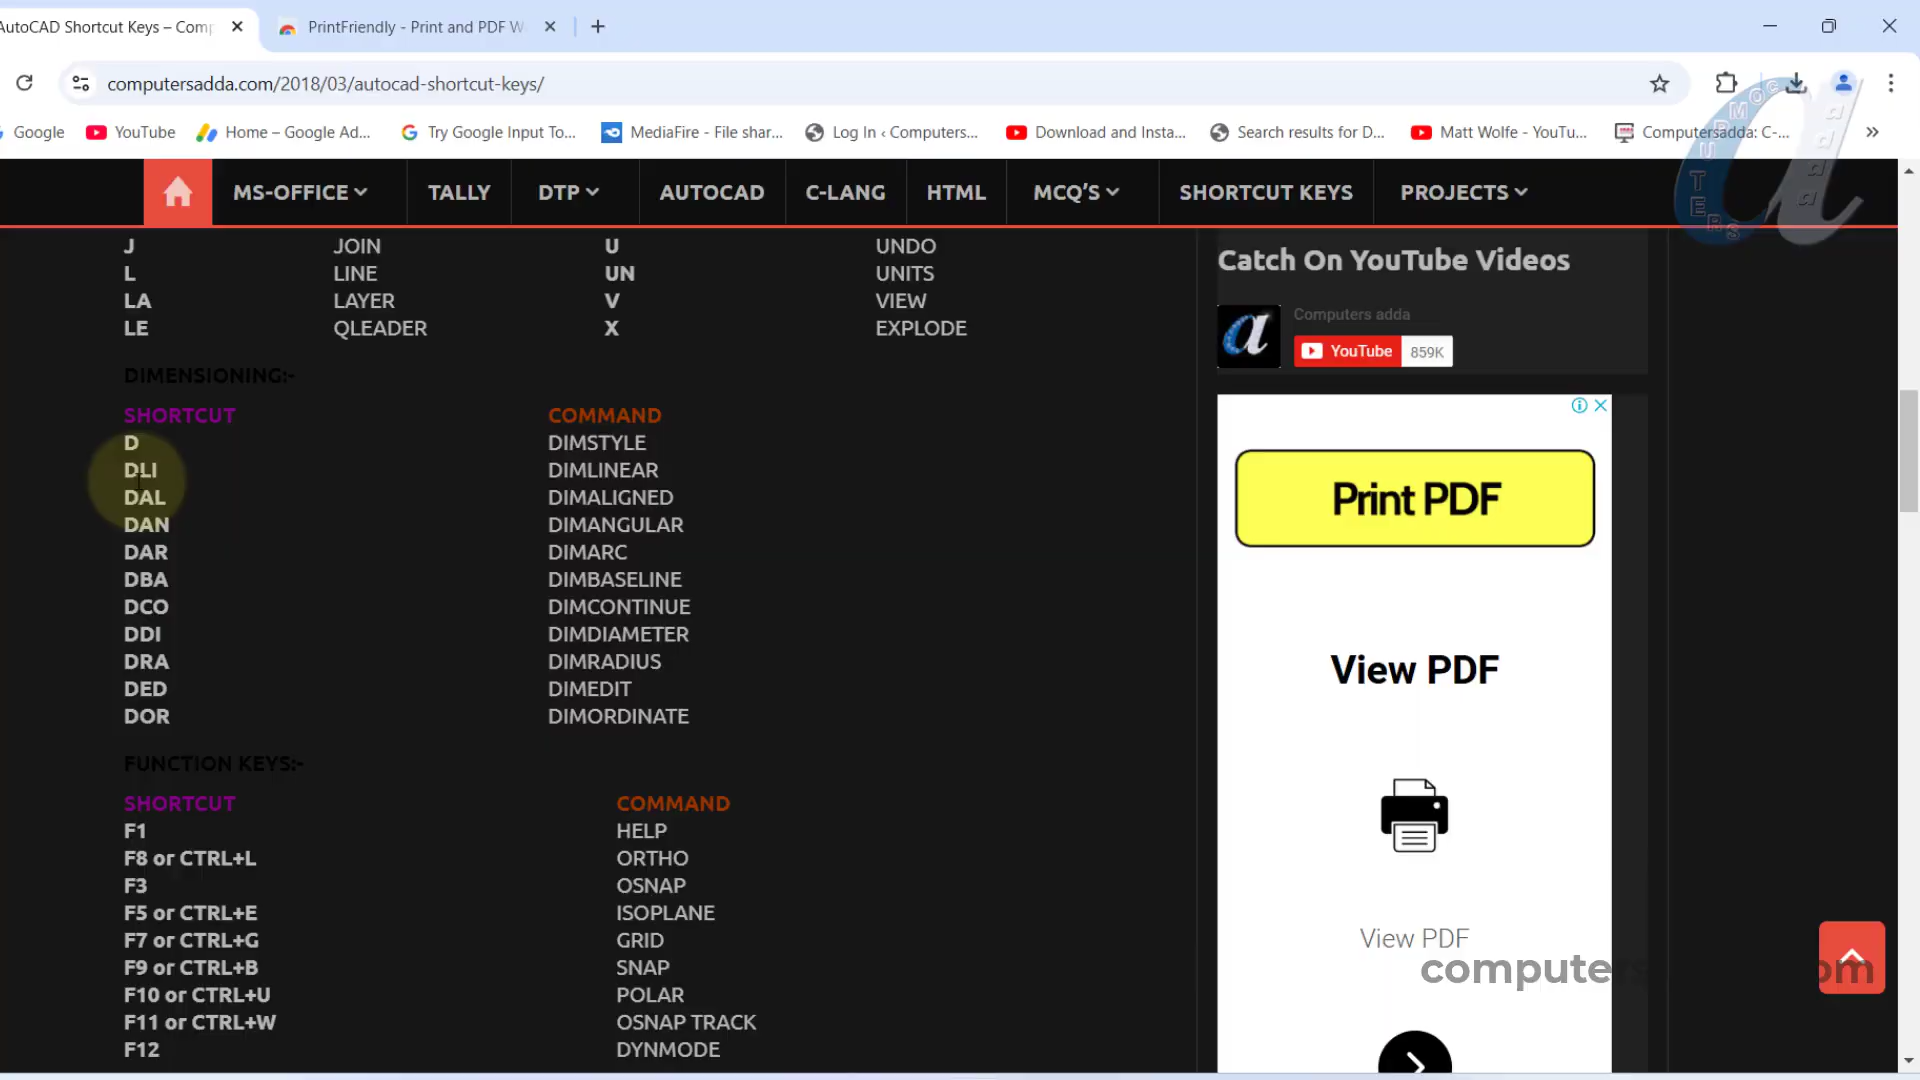 AutoCAD Shortcut Keys – Comp
PrintFriendly - Print and PDF W
computersadda.com/2018/03/autocad-shortcut-keys/
Google YouTube Home – Google Ad... Try Google Input To... MediaFire - File shar... Log In ‹ Computers... Download and Insta... Search results for D... Matt Wolfe - YouTu... Computersadda: C-... »
MS-OFFICE TALLY DTP AUTOCAD C-LANG HTML MCQ'S SHORTCUT KEYS PROJECTS
J JOIN U UNDO
L LINE UN UNITS
LA LAYER V VIEW
LE QLEADER X EXPLODE
DIMENSIONING:-
SHORTCUT COMMAND
D DIMSTYLE
DLI DIMLINEAR
DAL DIMALIGNED
DAN DIMANGULAR
DAR DIMARC
DBA DIMBASELINE
DCO DIMCONTINUE
DDI DIMDIAMETER
DRA DIMRADIUS
DED DIMEDIT
DOR DIMORDINATE
FUNCTION KEYS:-
SHORTCUT COMMAND
F1 HELP
F8 or CTRL+L ORTHO
F3 OSNAP
F5 or CTRL+E ISOPLANE
F7 or CTRL+G GRID
F9 or CTRL+B SNAP
F10 or CTRL+U POLAR
F11 or CTRL+W OSNAP TRACK
F12 DYNMODE
Catch On YouTube Videos
Computers adda
YouTube 859K
Print PDF
View PDF
View PDF
COMPUTERS
adda